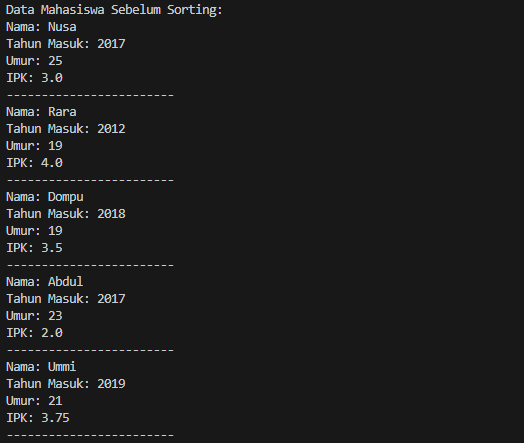 Data Mahasiswa Sebelum Sorting:
Nama: Nusa
Tahun Masuk: 2017
Umur: 25
IPK: 3.0
------------------------
Nama: Rara
Tahun Masuk: 2012
Umur: 19
IPK: 4.0
------------------------
Nama: Dompu
Tahun Masuk: 2018
Umur: 19
IPK: 3.5
------------------------
Nama: Abdul
Tahun Masuk: 2017
Umur: 23
IPK: 2.0
------------------------
Nama: Ummi
Tahun Masuk: 2019
Umur: 21
IPK: 3.75
------------------------